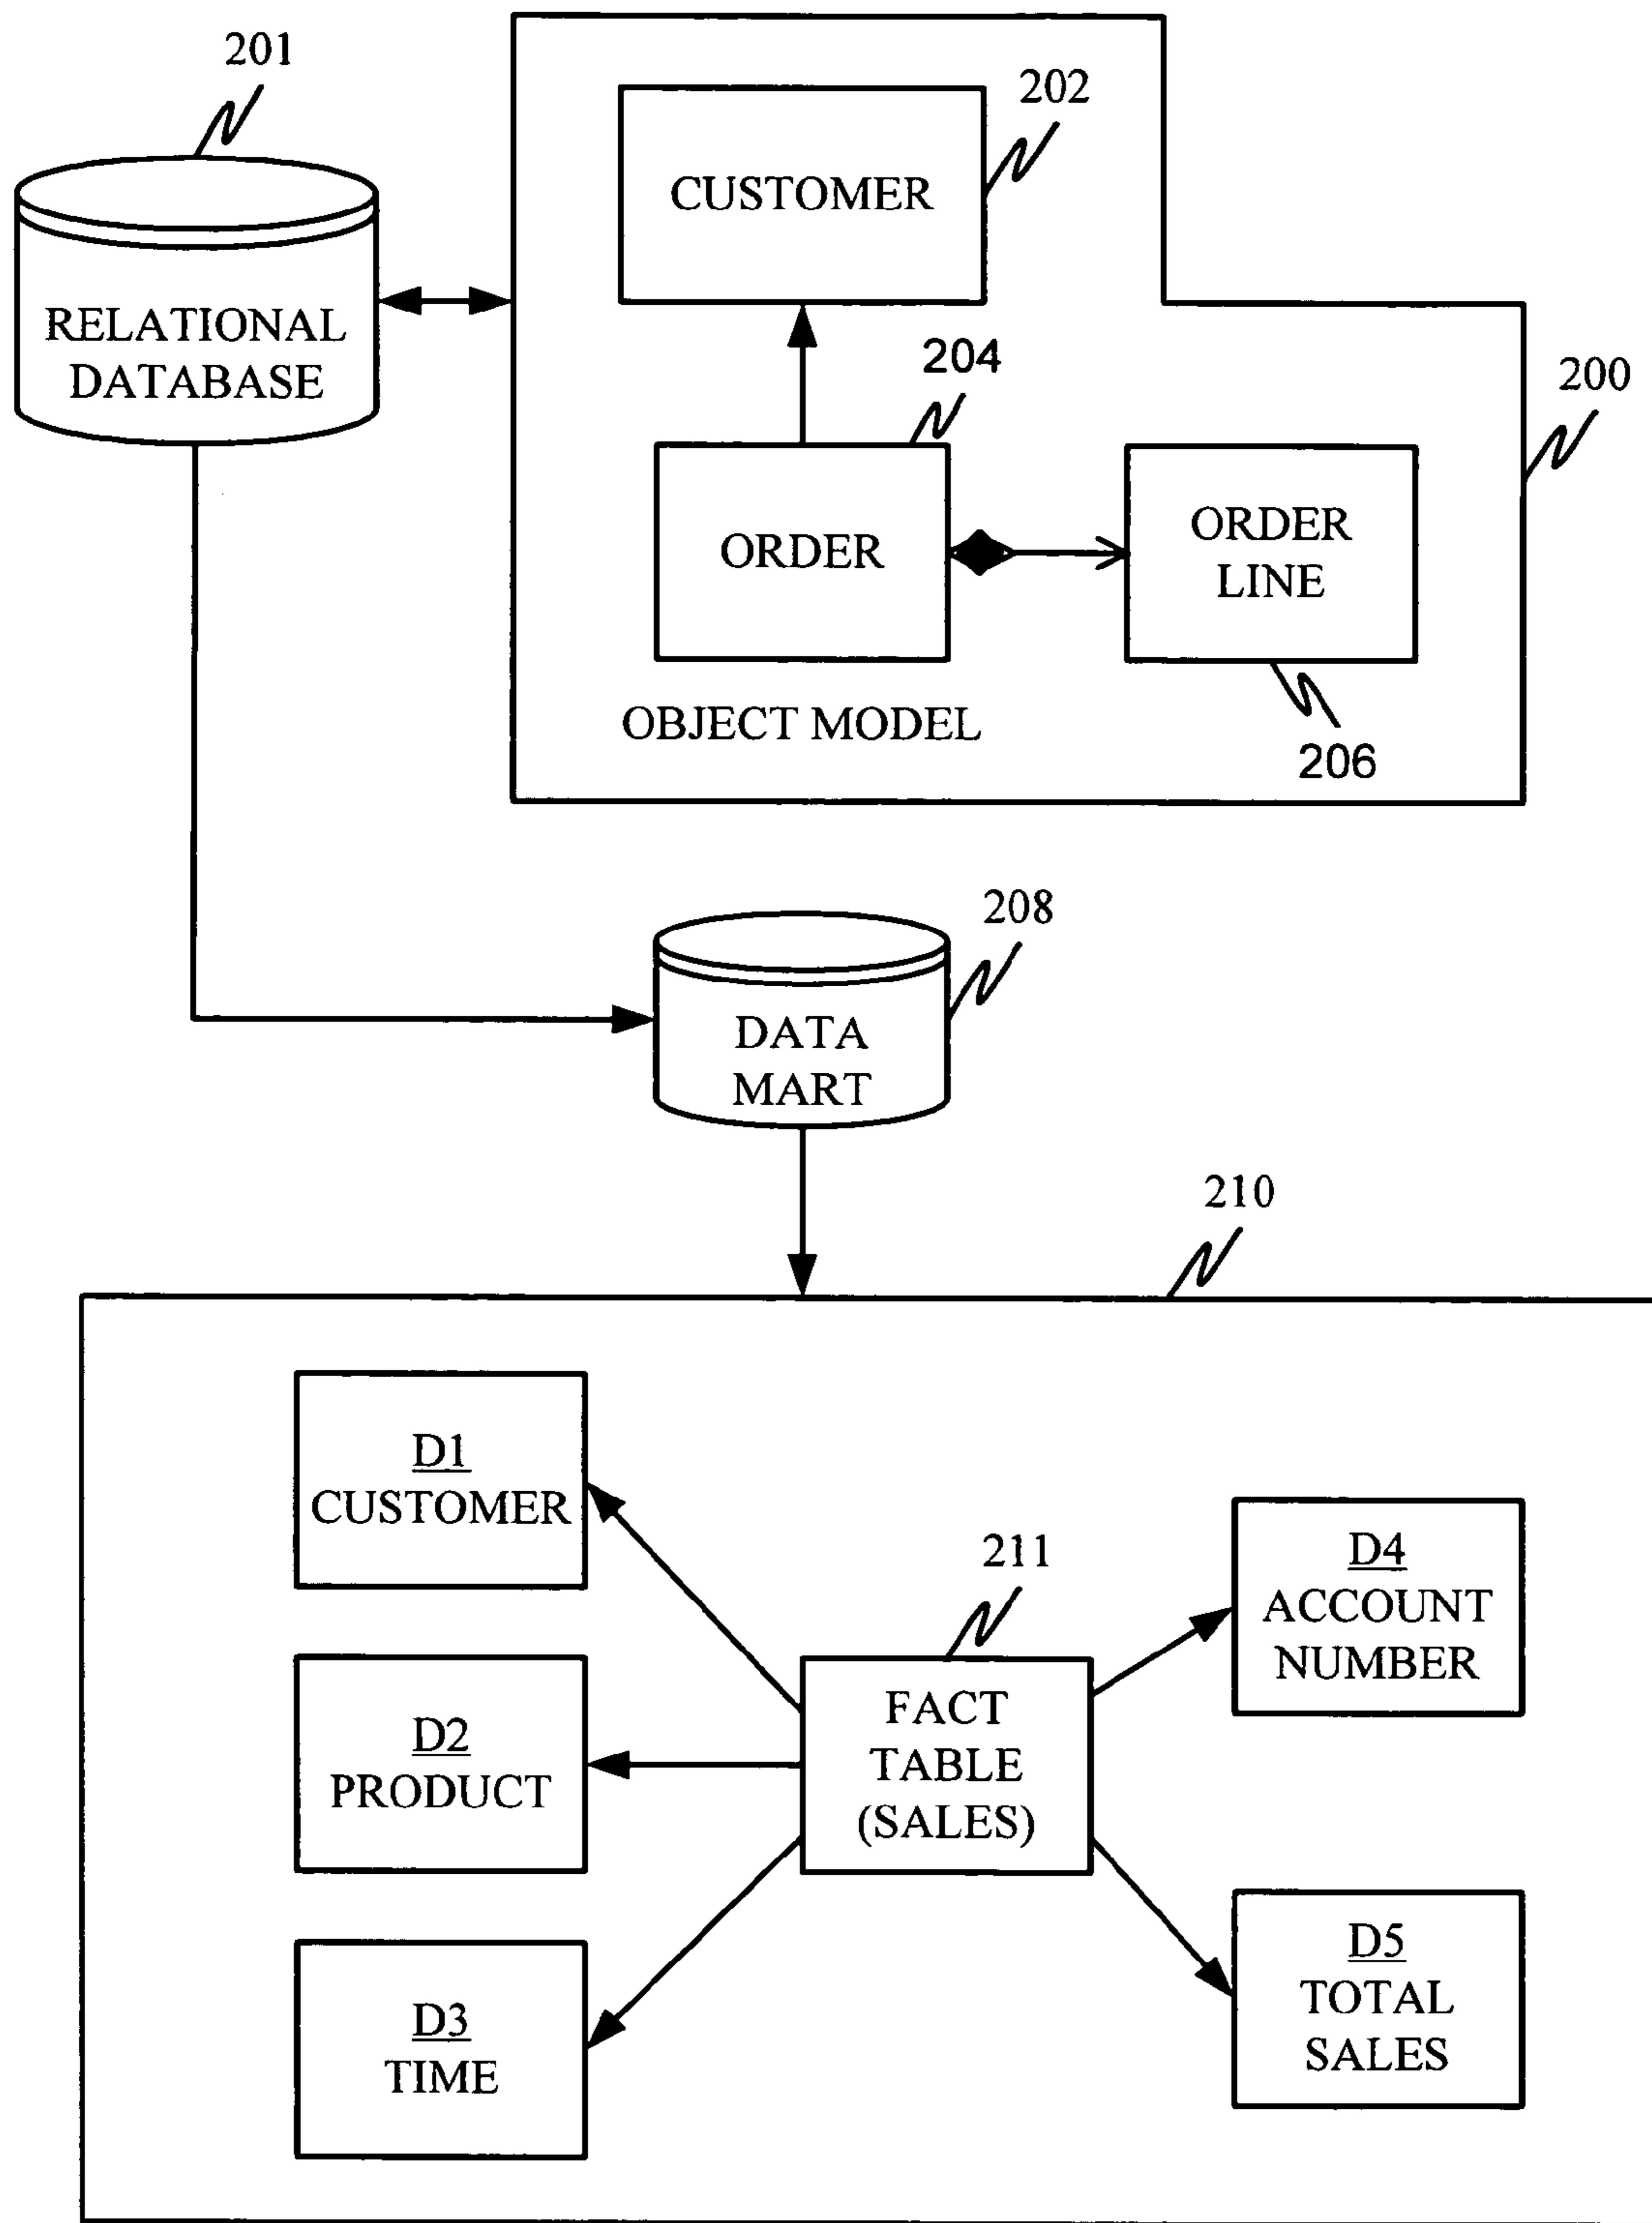 201
202
CUSTOMER
RELATIONAL
DATABASE
204
200
ORDER
ORDER
LINE
OBJECT MODEL
206
208
DATA
MART
210
D1
CUSTOMER
211
D4
ACCOUNT
NUMBER
FACT
TABLE
(SALES)
D2
PRODUCT
D5
TOTAL
SALES
D3
TIME